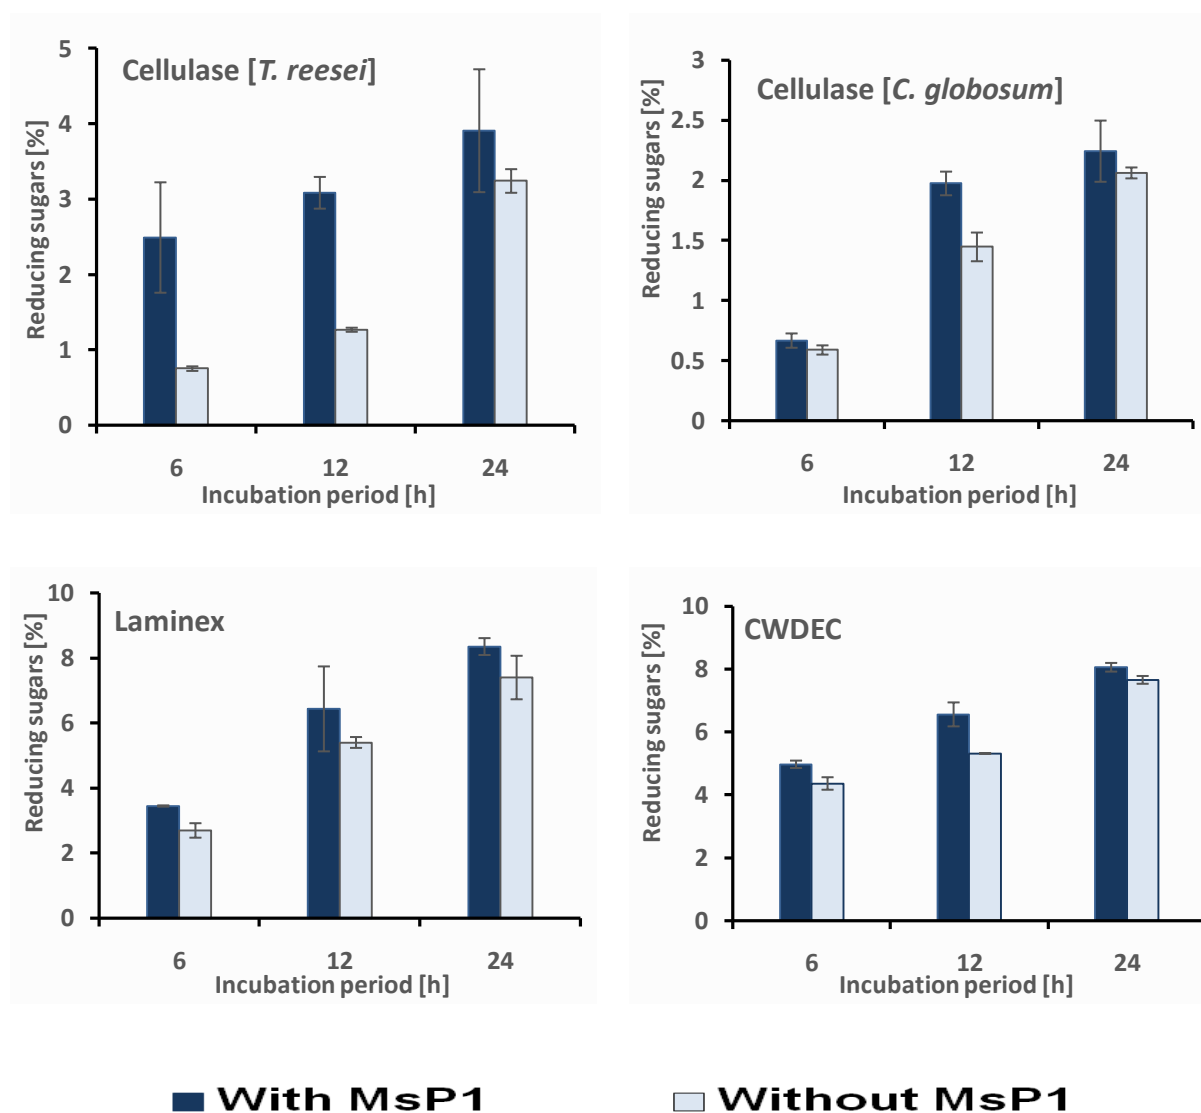 Cellulase [T. reesei]
Reducing sugars [%]
5
4
3
2
1
0
6 12 24
Incubation period [h]
Cellulase [C. globosum]
Reducing sugars [%]
3
2.5
2
1.5
1
0.5
0
6 12 24
Incubation period [h]
Laminex
Reducing sugars [%]
10
8
6
4
2
0
6 12 24
Incubation period [h]
CWDEC
Reducing sugars [%]
10
8
6
4
2
0
6 12 24
Incubation period [h]
With MsP1 Without MsP1